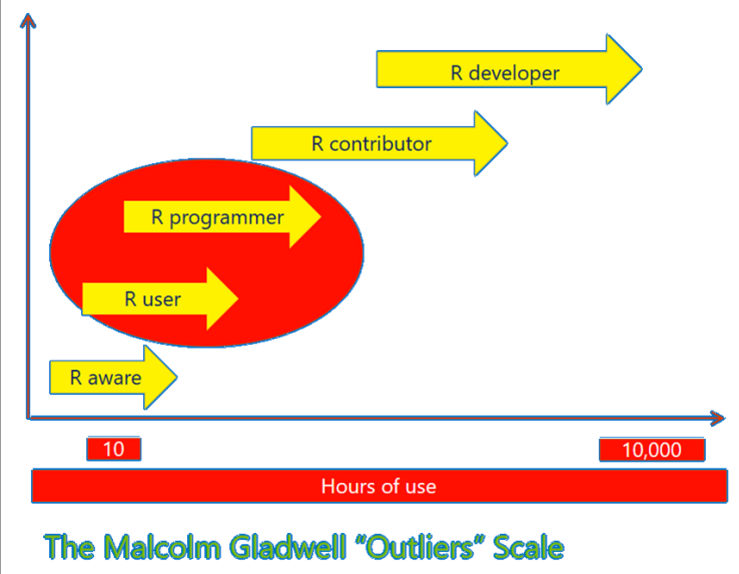 R developer
R contributor
R programmer
R user
R aware
10
10,000
Hours of use
The Malcolm Gladwell "Outliers" Scale